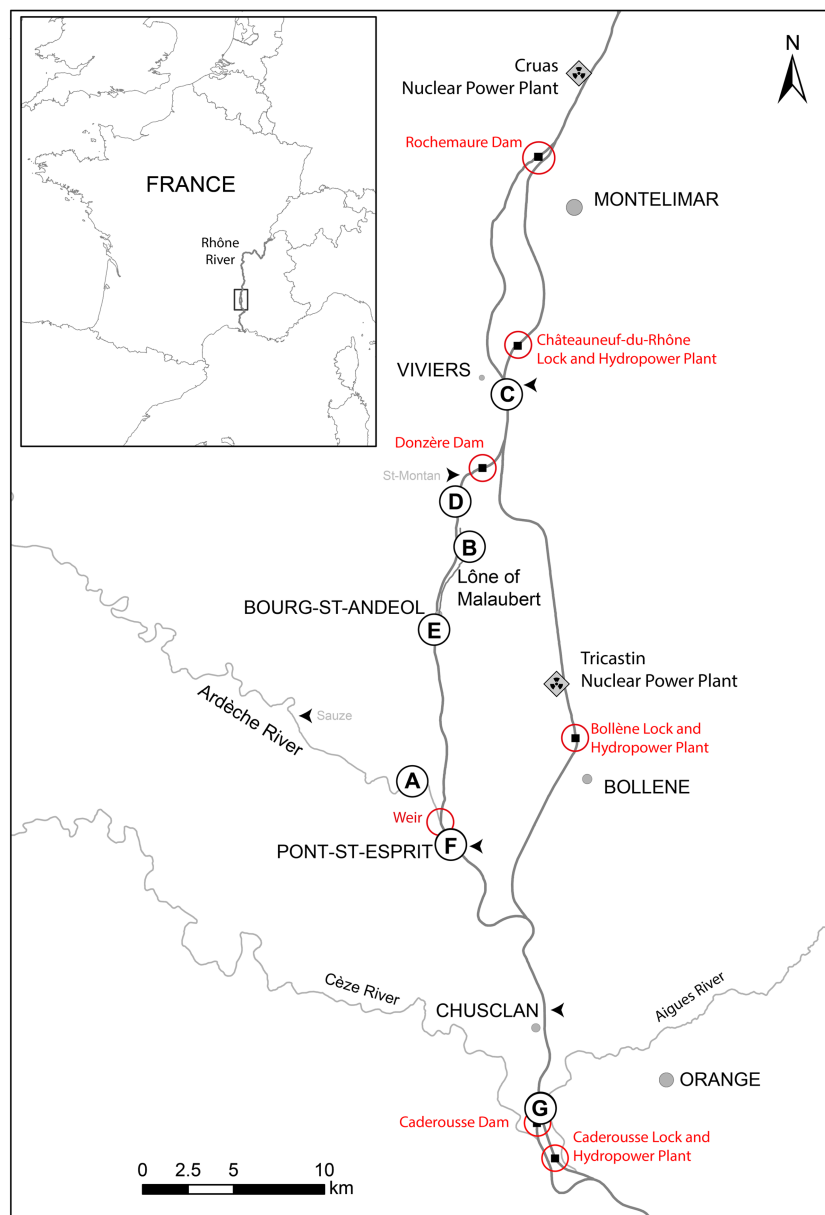 N
Cruas
Nuclear Power Plant
Rochemaure Dam
FRANCE
MONTELIMAR
Rhône
River
Châteauneuf-du-Rhône
Lock and Hydropower Plant
VIVIERS
C
Donzère Dam
St-Montan
D
B
Lône of
Malaubert
BOURG-ST-ANDEOL
E
Tricastin
Nuclear Power Plant
Ardèche River
Sauze
Bollène Lock and
Hydropower Plant
A
BOLLENE
Weir
PONT-ST-ESPRIT
F
Cèze River
Aigues River
CHUSCLAN
ORANGE
G
Caderousse Dam
Caderousse Lock and
Hydropower Plant
0 2.5 5 10
km